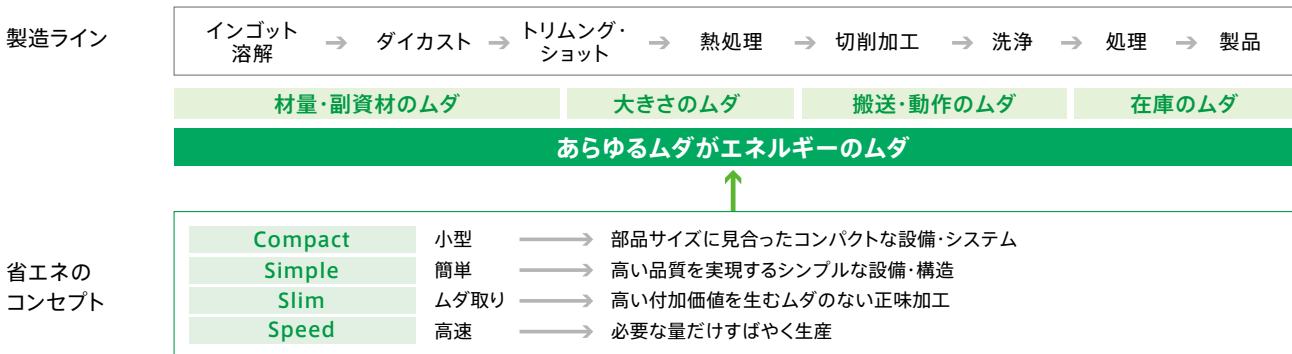 製造ライン
インゴット
溶解
→
ダイカスト
→
トリムング・
ショット
→
熱処理
→
切削加工
→
洗浄
→
処理
→
製品
材量・副資材のムダ
大きさのムダ
搬送・動作のムダ
在庫のムダ
あらゆるムダがエネルギーのムダ
↑
省エネの
コンセプト
Compact 小型 → 部品サイズに見合ったコンパクトな設備・システム
Simple 簡単 → 高い品質を実現するシンプルな設備・構造
Slim ムダ取り → 高い付加価値を生むムダのない正味加工
Speed 高速 → 必要な量だけすばやく生産